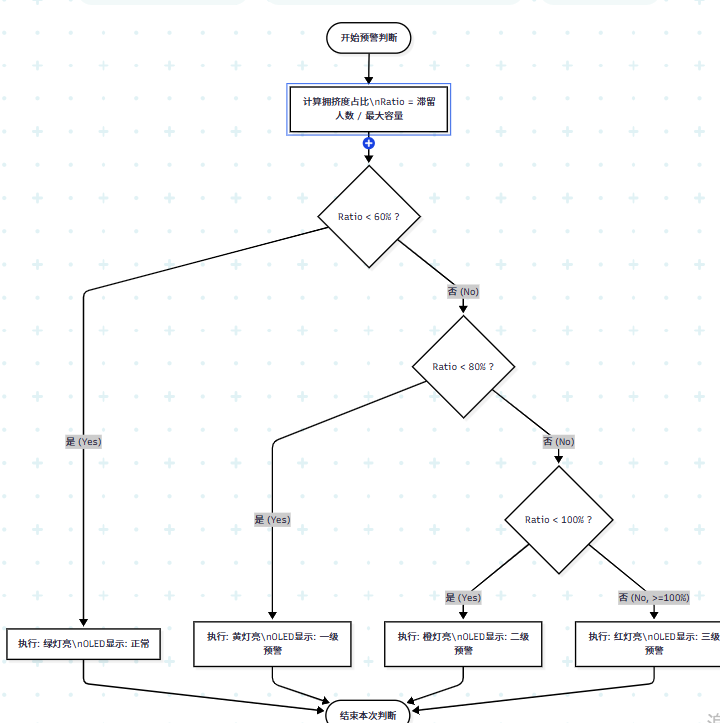 开始预警判断
计算拥挤度占比\nRatio = 滞留
人数 / 最大容量
Ratio < 60% ?
否 (No)
Ratio < 80% ?
是 (Yes)
否 (No)
是 (Yes)
Ratio < 100% ?
是 (Yes)
否 (No, >=100%)
执行: 绿灯亮\nOLED显示: 正常
执行: 黄灯亮\nOLED显示: 一级
预警
执行: 橙灯亮\nOLED显示: 二级
预警
执行: 红灯亮\nOLED显示: 三级
预警
结束本次判断